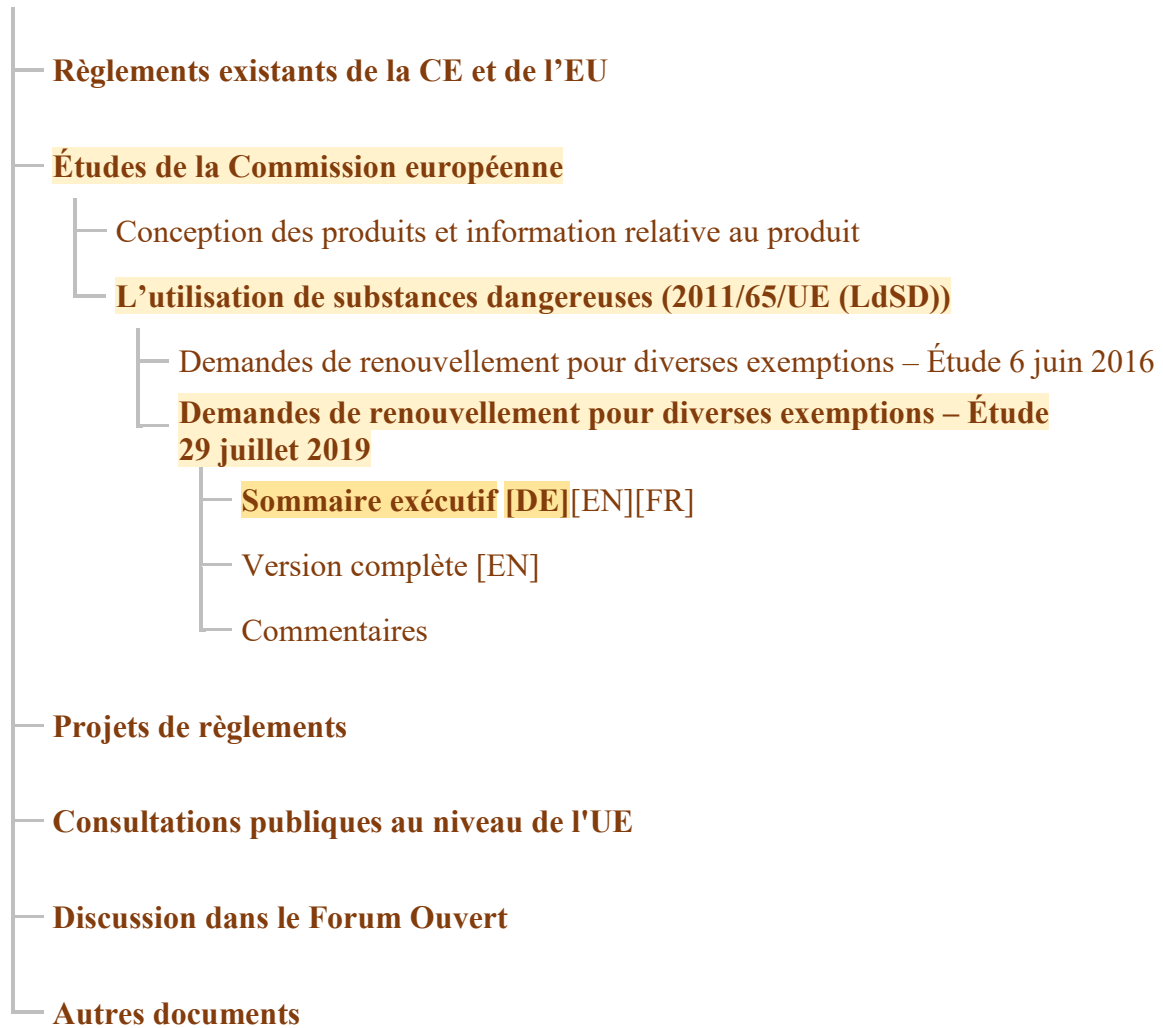 Règlements existants de la CE et de l’EU
Études de la Commission européenne
Conception des produits et information relative au produit
L’utilisation de substances dangereuses (2011/65/UE (LdSD))
Demandes de renouvellement pour diverses exemptions – Étude 6 juin 2016
Demandes de renouvellement pour diverses exemptions – Étude
29 juillet 2019
Sommaire exécutif [DE][EN][FR]
Version complète [EN]
Commentaires
Projets de règlements
Consultations publiques au niveau de l'UE
Discussion dans le Forum Ouvert
Autres documents